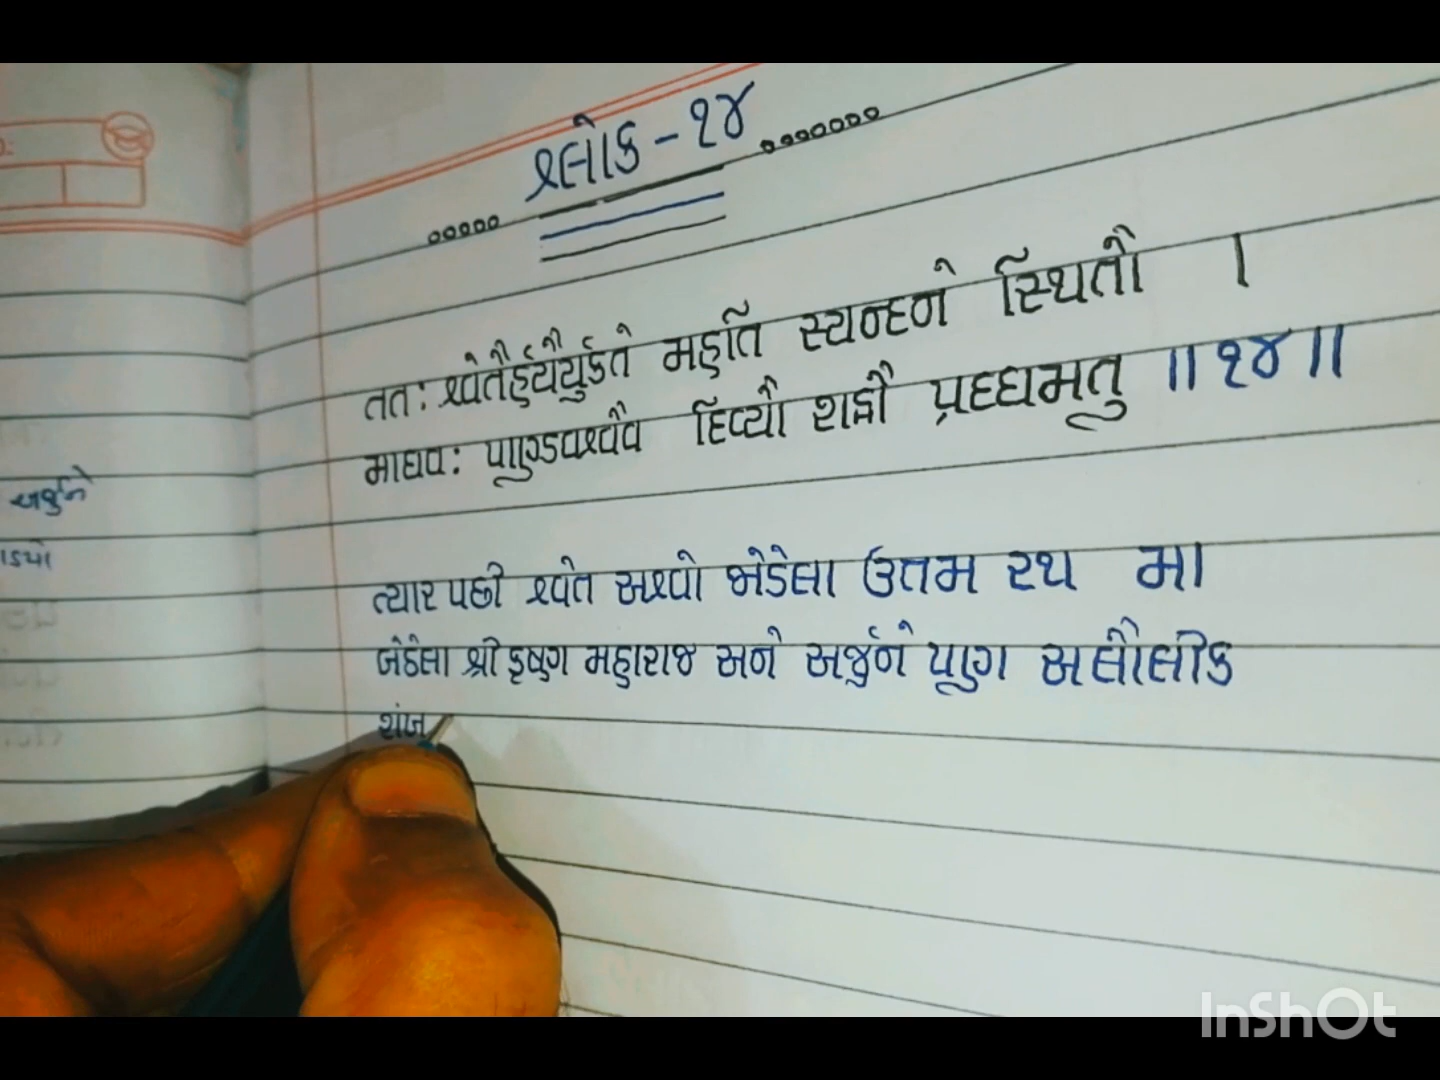 શ્લોક - ૧૪
તતઃ શ્વેતૈર્હયૈર્યુક્તે મહતિ સ્યન્દને સ્થિતૌ ।
માધવઃ પાણ્ડવશ્ચૈવ દિવ્યૌ શઙ્ખૌ પ્રદધ્મતુ ॥૧૪॥
અર્જુને
ત્યાર પછી શ્વેત અશ્વો જોડેલા ઉત્તમ રથ મા
બેઠેલા શ્રી કૃષ્ણ મહારાજ અને અર્જુને પણ અલૌલીક
શંખ
InShOt